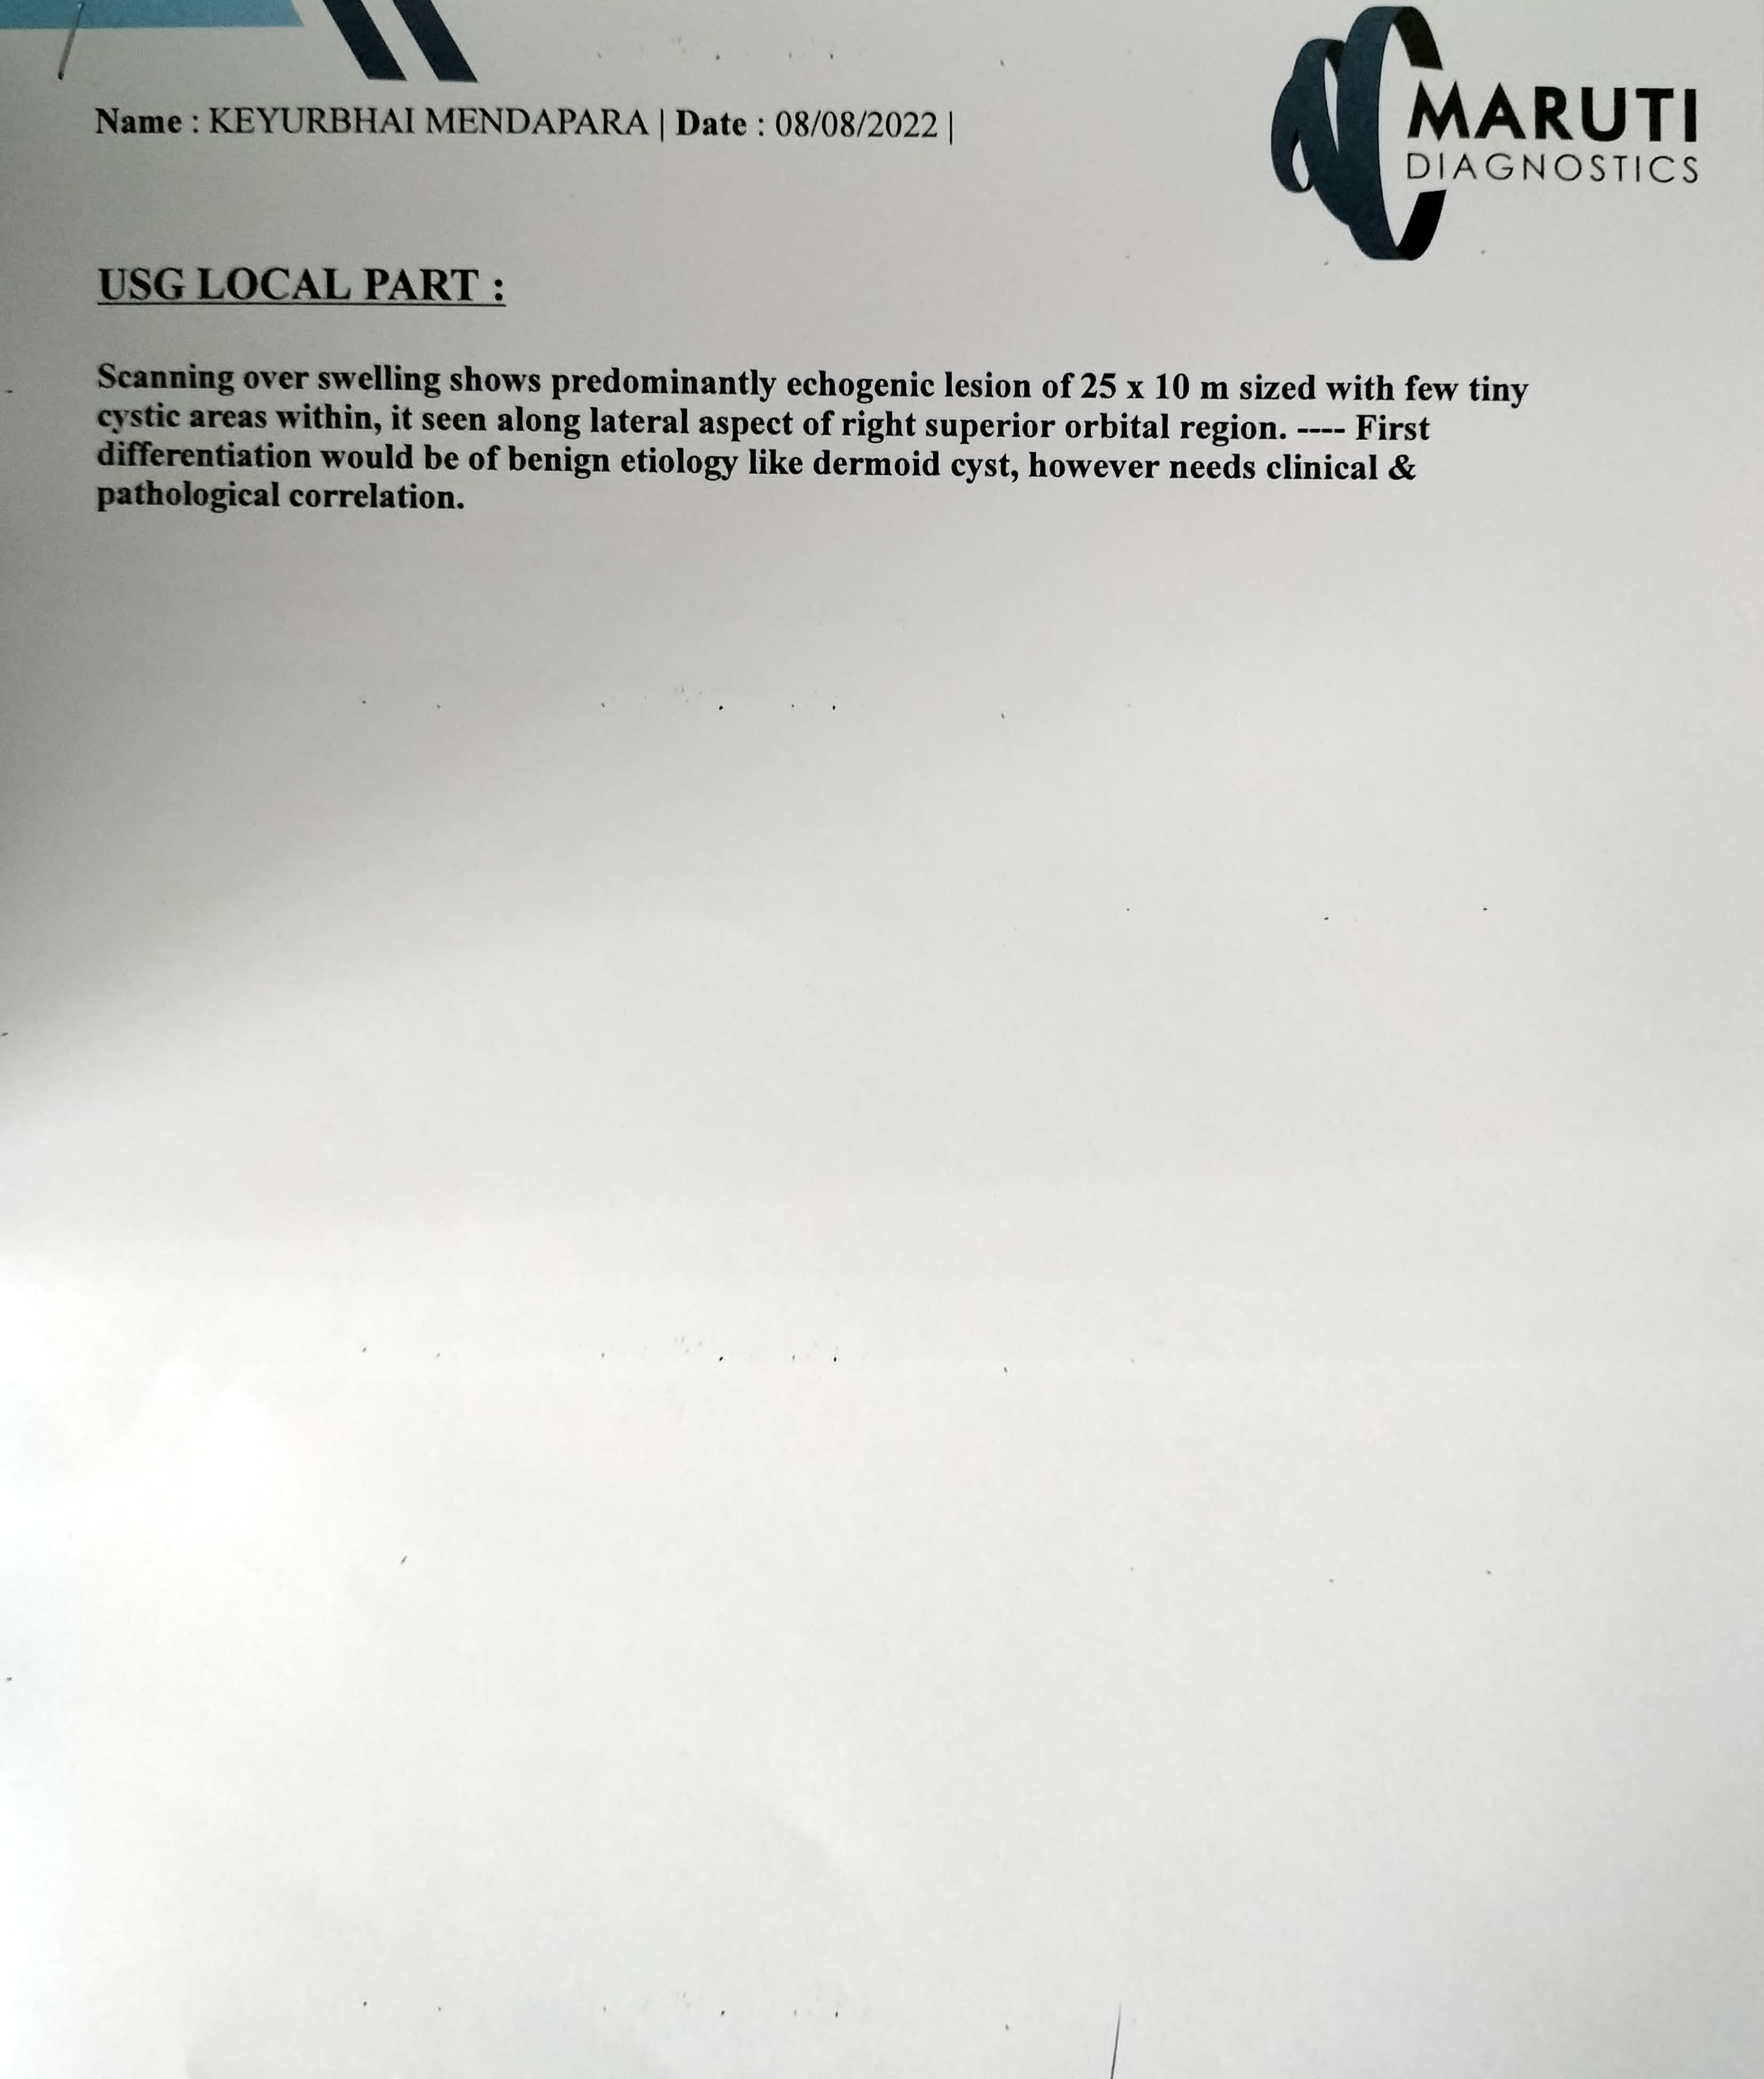 Name : KEYURBHAI MENDAPARA | Date : 08/08/2022 |
MARUTI
DIAGNOSTICS
USG LOCAL PART :
Scanning over swelling shows predominantly echogenic lesion of 25 x 10 m sized with few tiny
cystic areas within, it seen along lateral aspect of right superior orbital region. ---- First
differentiation would be of benign etiology like dermoid cyst, however needs clinical &
pathological correlation.